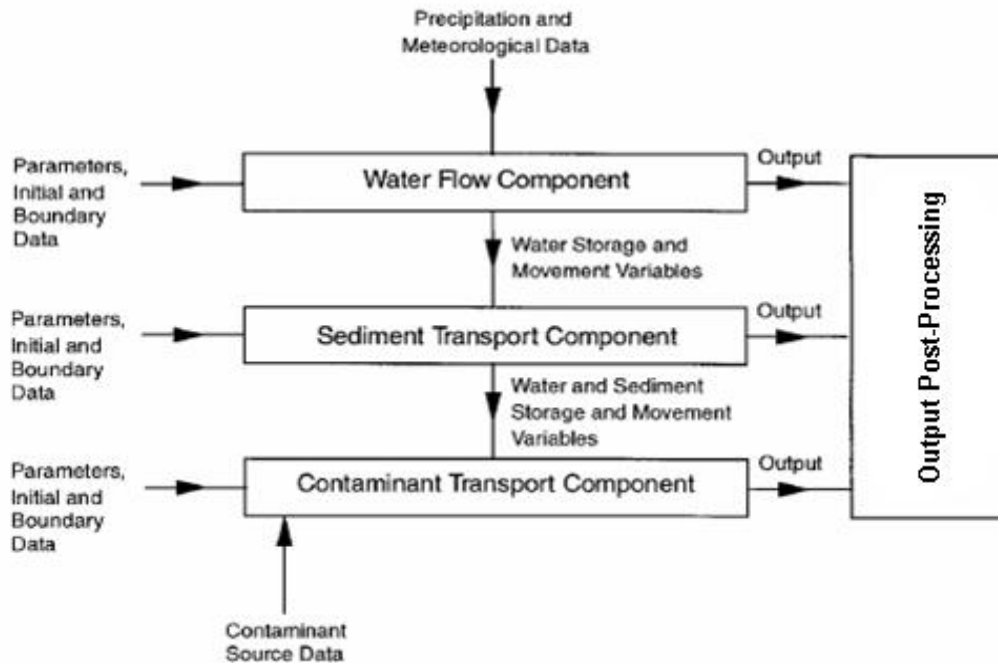 Precipitation and
Meteorological Data
Parameters,
Initial and
Boundary
Data
Water Flow Component
Output
Water Storage and
Movement Variables
Parameters,
Initial and
Boundary
Data
Sediment Transport Component
Output
Water and Sediment
Storage and Movement
Variables
Parameters,
Initial and
Boundary
Data
Contaminant Transport Component
Output
Output Post-Processing
Contaminant
Source Data